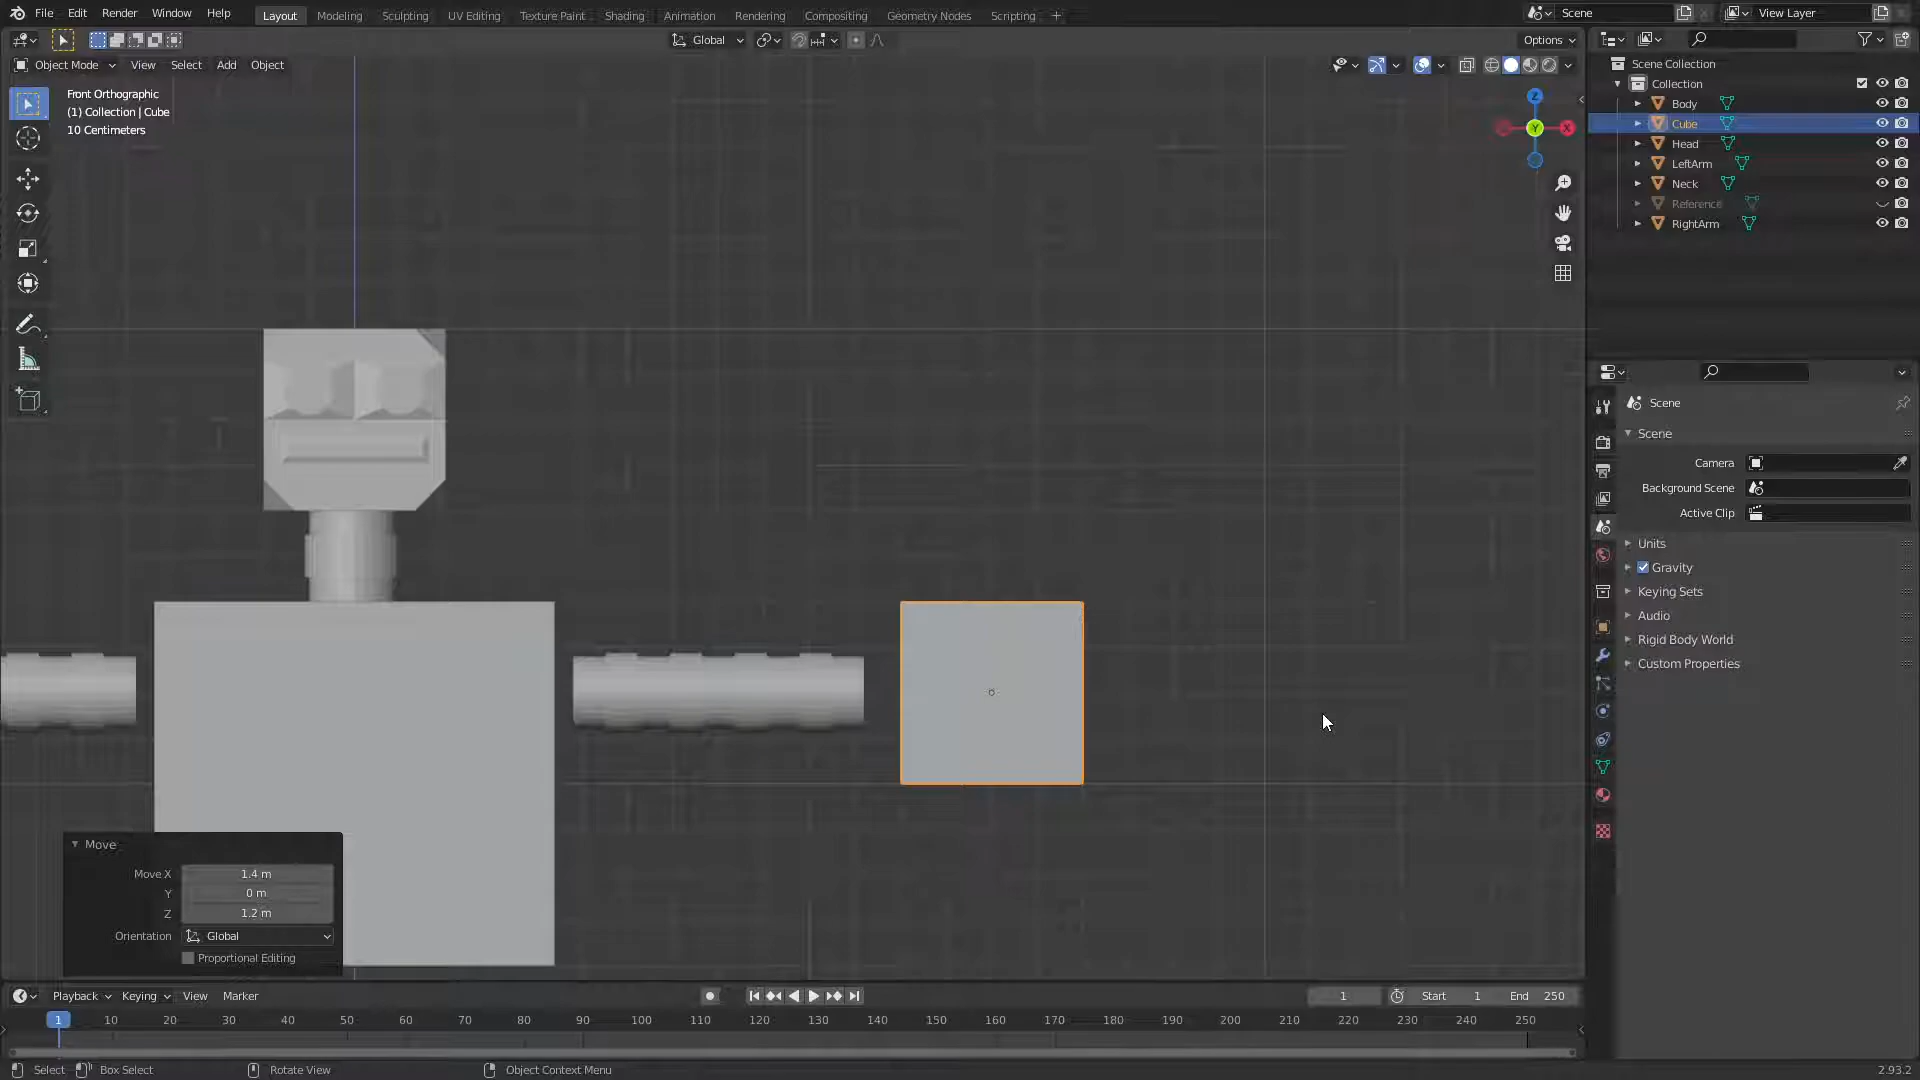 File Edit Render Window Help
Layout Modeling Sculpting UV Editing Texture Paint Shading Animation Rendering Compositing Geometry Nodes Scripting +
Scene
View Layer
Global
Options
Object Mode View Select Add Object
Front Orthographic
(1) Collection | Cube
10 Centimeters
Z
Y
X
Scene Collection
Collection
Body
Cube
Head
LeftArm
Neck
Reference
RightArm
Scene
Scene
Camera
Background Scene
Active Clip
Units
Gravity
Keying Sets
Audio
Rigid Body World
Custom Properties
Move
Move X 1.4 m
Y 0 m
Z 1.2 m
Orientation Global
Proportional Editing
Playback Keying View Marker
1 Start 1 End 250
1 10 20 30 40 50 60 70 80 90 100 110 120 130 140 150 160 170 180 190 200 210 220 230 240 250
Select Box Select Rotate View Object Context Menu 2.93.2